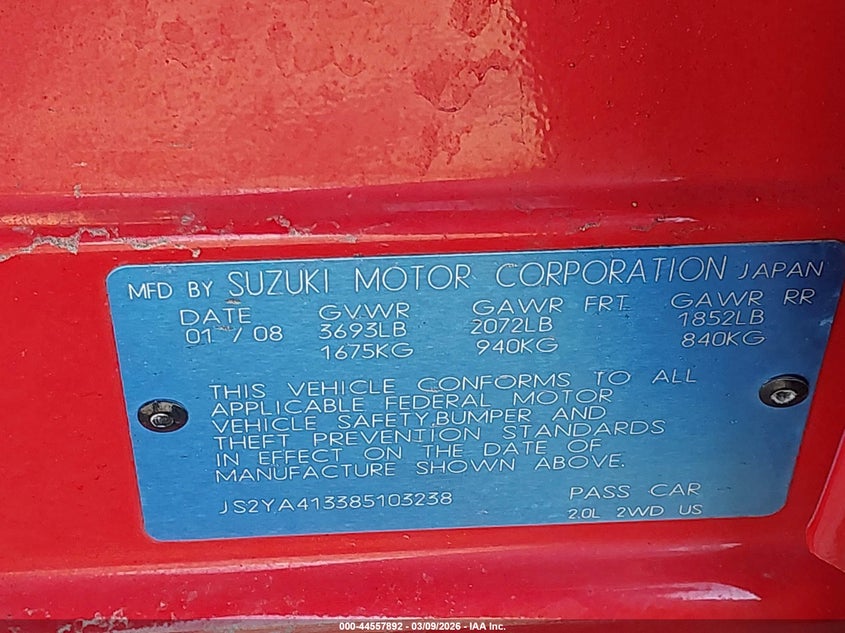 MFD BY SUZUKI MOTOR CORPORATION JAPAN
DATE GVWR GAWR FRT GAWR RR
01 / 08 3693LB 2072LB 1852LB
1675KG 940KG 840KG
THIS VEHICLE CONFORMS TO ALL
APPLICABLE FEDERAL MOTOR
VEHICLE SAFETY,BUMPER AND
THEFT PREVENTION STANDARDS
IN EFFECT ON THE DATE OF
MANUFACTURE SHOWN ABOVE.
JS2YA413385103238 PASS CAR
2.0L 2WD US
000-44557892 - 03/09/2026 - IAA Inc.